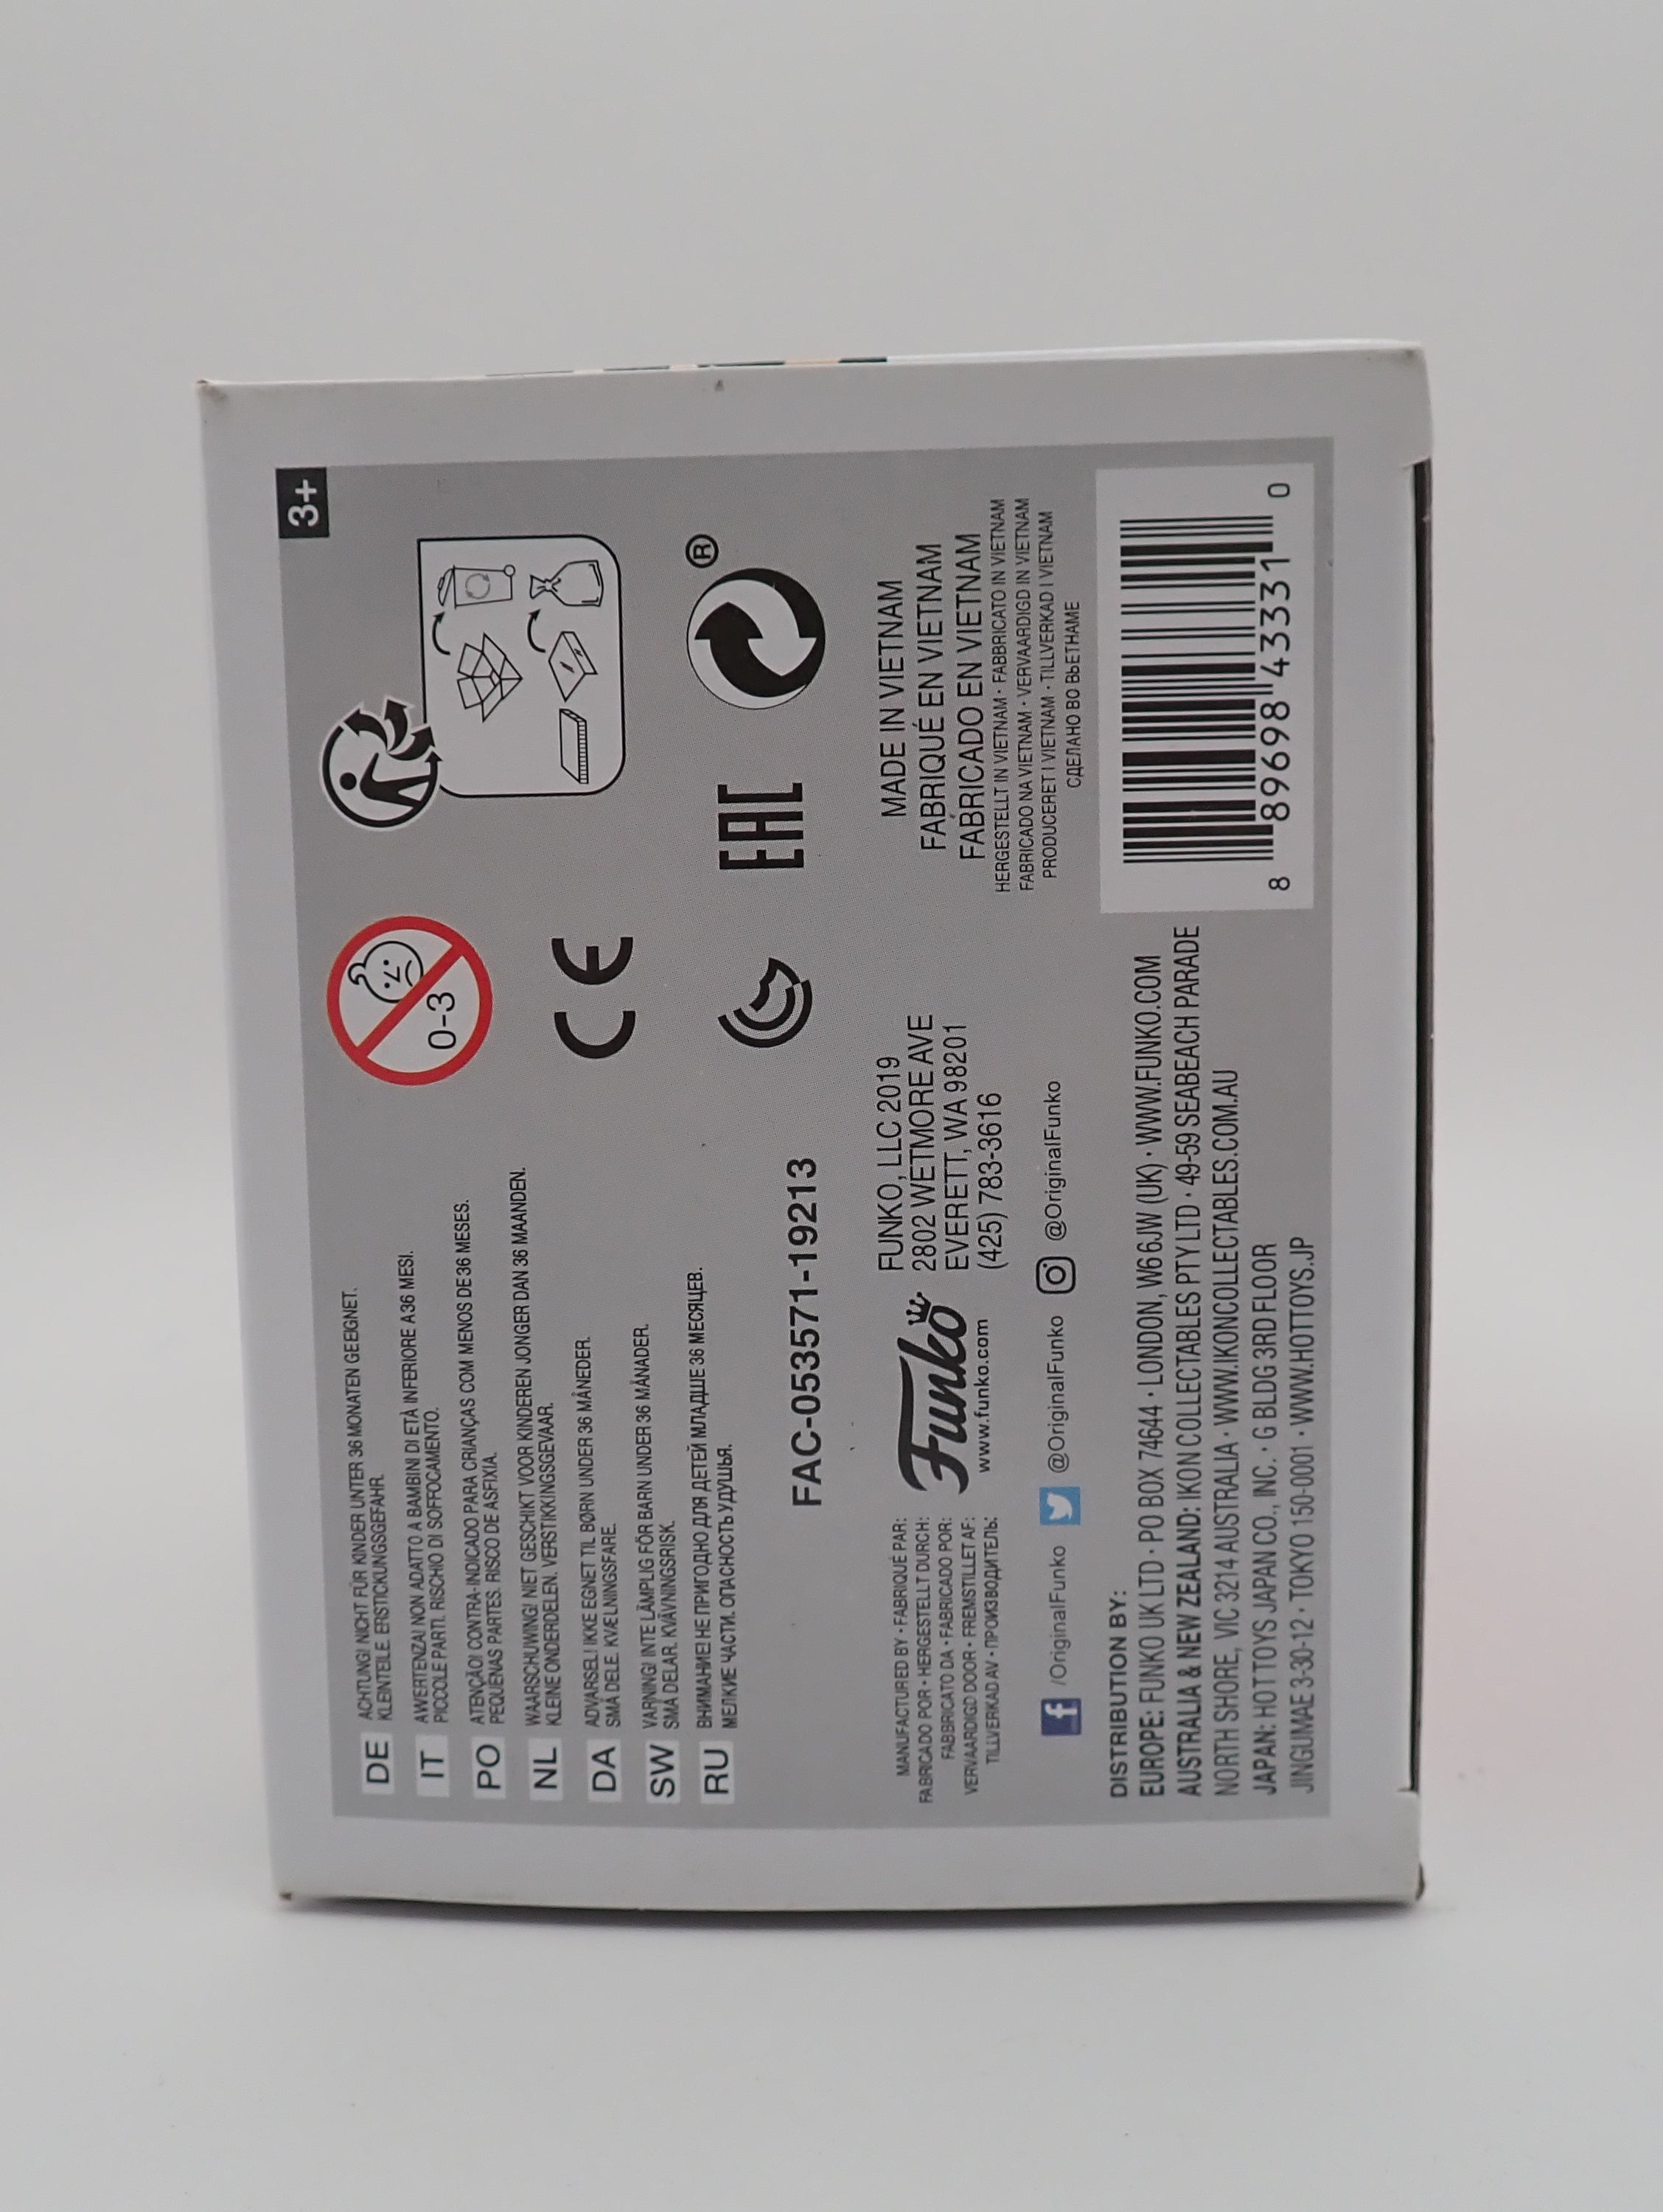 3+
DE
ACHTUNG! NICHT FÜR KINDER UNTER 36 MONATEN GEEIGNET.
KLEINTEILE. ERSTICKUNGSGEFAHR.
IT
AWERTENZA! NON ADATTO A BAMBINI DI ETÀ INFERIORE A 36 MESI.
PICCOLE PARTI. RISCHIO DI SOFFOCAMENTO.
PO
ATENÇÃO! CONTRA-INDICADO PARA CRIANÇAS COM MENOS DE 36 MESES.
PEQUENAS PARTES. RISCO DE ASFIXIA.
NL
WAARSCHUWING! NIET GESCHIKT VOOR KINDEREN JONGER DAN 36 MAANDEN.
KLEINE ONDERDELEN. VERSTIKKINGSGEVAAR.
DA
ADVARSEL! IKKE EGNET TIL BØRN UNDER 36 MÅNEDER.
SMÅ DELE. KVÆLNINGSFARE.
SW
VARNING! INTE LÄMPLIG FÖR BARN UNDER 36 MÅNADER.
SMÅ DELAR. KVÄVNINGSRISK.
RU
ВНИМАНИЕ! НЕ ПРИГОДНО ДЛЯ ДЕТЕЙ МЛАДШЕ 36 МЕСЯЦЕВ.
МЕЛКИЕ ЧАСТИ. ОПАСНОСТЬ УДУШЬЯ.
0-3
CE
EAC
®
FAC-053571-19213
MANUFACTURED BY • FABRIQUÉ PAR:
FABRICADO POR • HERGESTELLT DURCH:
FABRICATO DA • FABRICADO POR:
VERVAARDIGD DOOR • FREMSTILLET AF:
TILLVERKAD AV • ПРОИЗВОДИТЕЛЬ:
Funko
www.funko.com
FUNKO, LLC 2019
2802 WETMORE AVE
EVERETT, WA 98201
(425) 783-3616
MADE IN VIETNAM
FABRIQUÉ EN VIETNAM
FABRICADO EN VIETNAM
HERGESTELLT IN VIETNAM • FABBRICATO IN VIETNAM
FABRICADO NA VIETNAM • VERVAARDIGD IN VIETNAM
PRODUCERET I VIETNAM • TILLVERKAD I VIETNAM
СДЕЛАНО ВО ВЬЕТНАМЕ
/OriginalFunko @OriginalFunko @OriginalFunko
DISTRIBUTION BY:
EUROPE: FUNKO UK LTD • PO BOX 74644 • LONDON, W6 6JW (UK) • WWW.FUNKO.COM
AUSTRALIA & NEW ZEALAND: IKON COLLECTABLES PTY LTD • 49-59 SEABEACH PARADE
NORTH SHORE, VIC 3214 AUSTRALIA • WWW.IKONCOLLECTABLES.COM.AU
JAPAN: HOTTOYS JAPAN CO., INC. • G BLDG 3RD FLOOR
JINGUMAE 3-30-12 • TOKYO 150-0001 • WWW.HOTTOYS.JP
8 89698 43331 0